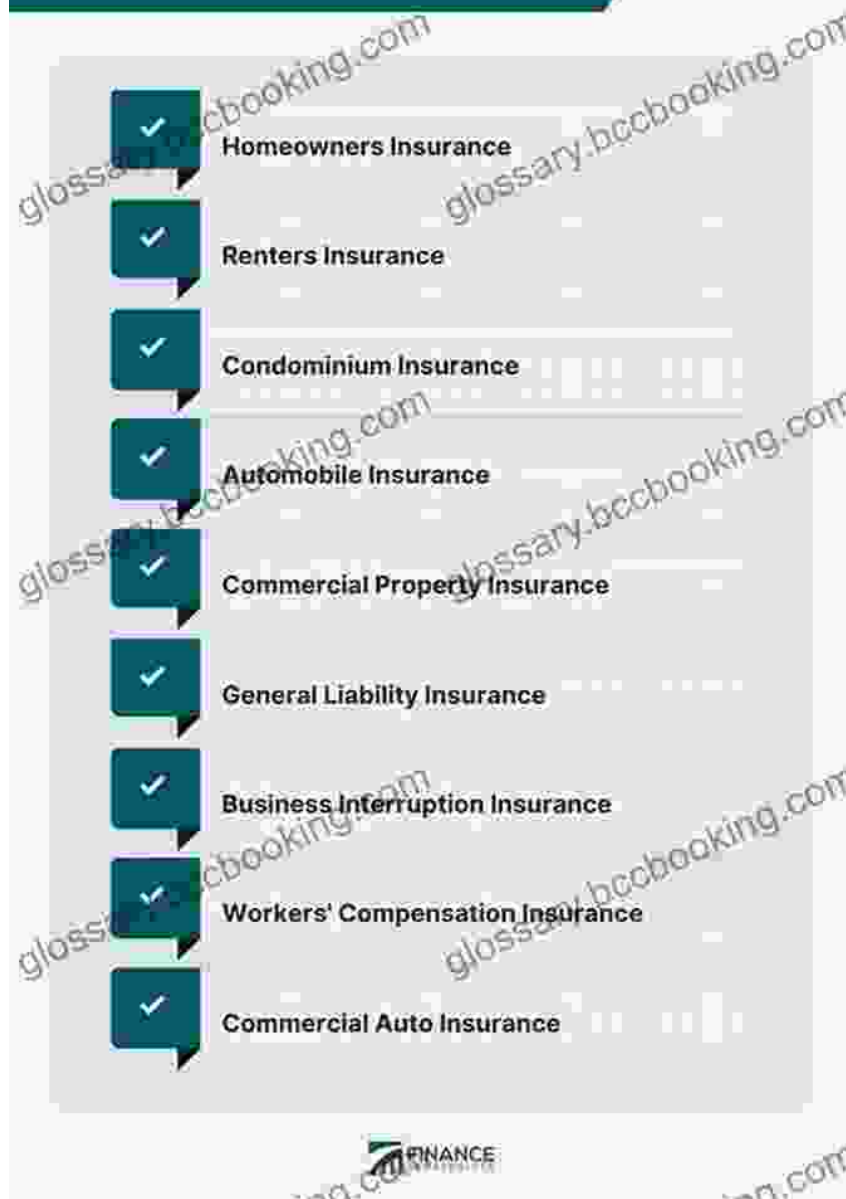 glossary.bccbooking.com
glossary.bccbooking.com
Homeowners Insurance
Renters Insurance
Condominium Insurance
glossary.bccbooking.com
glossary.bccbooking.com
Automobile Insurance
Commercial Property Insurance
General Liability Insurance
Business Interruption Insurance
glossary.bccbooking.com
glossary.bccbooking.com
Workers' Compensation Insurance
Commercial Auto Insurance
FINANCE